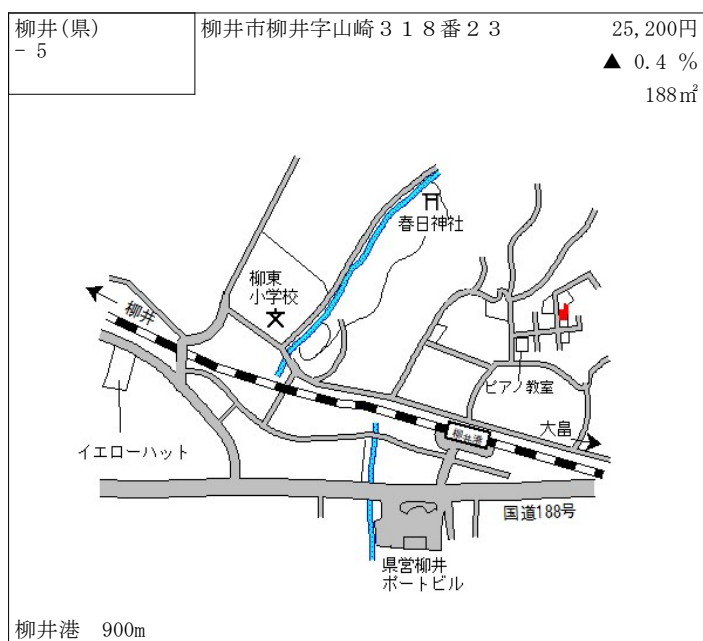 柳井(県)
－５
柳井市柳井字山崎３１８番２３
25,200円
▲ 0.4 %
188㎡
春日神社
柳東
小学校
柳井
ピアノ教室
柳井港
大畠
イエローハット
国道188号
県営柳井
ポートビル
柳井港 900m